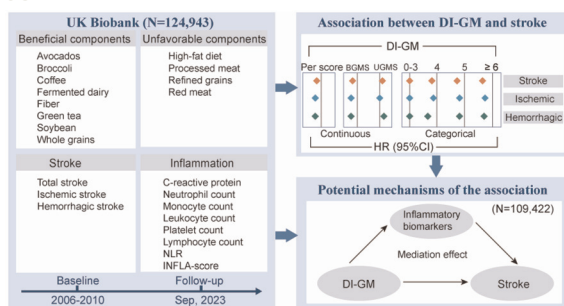 UK Biobank (N=124,943)
Beneficial components
Avocados
Broccoli
Coffee
Fermented dairy
Fiber
Green tea
Soybean
Whole grains
Unfavorable components
High-fat diet
Processed meat
Refined grains
Red meat
Stroke
Total stroke
Ischemic stroke
Hemorrhagic stroke
Inflammation
C-reactive protein
Neutrophil count
Monocyte count
Leukocyte count
Platelet count
Lymphocyte count
NLR
INFLA-score
Baseline
Follow-up
2006-2010
Sep, 2023
Association between DI-GM and stroke
DI-GM
Per score BGMS UGMS 0-3 4 5 ≥ 6
Stroke
Ischemic
Hemorrhagic
Continuous
Categorical
HR (95%CI)
Potential mechanisms of the association
(N=109,422)
Inflammatory
biomarkers
Mediation effect
DI-GM
Stroke